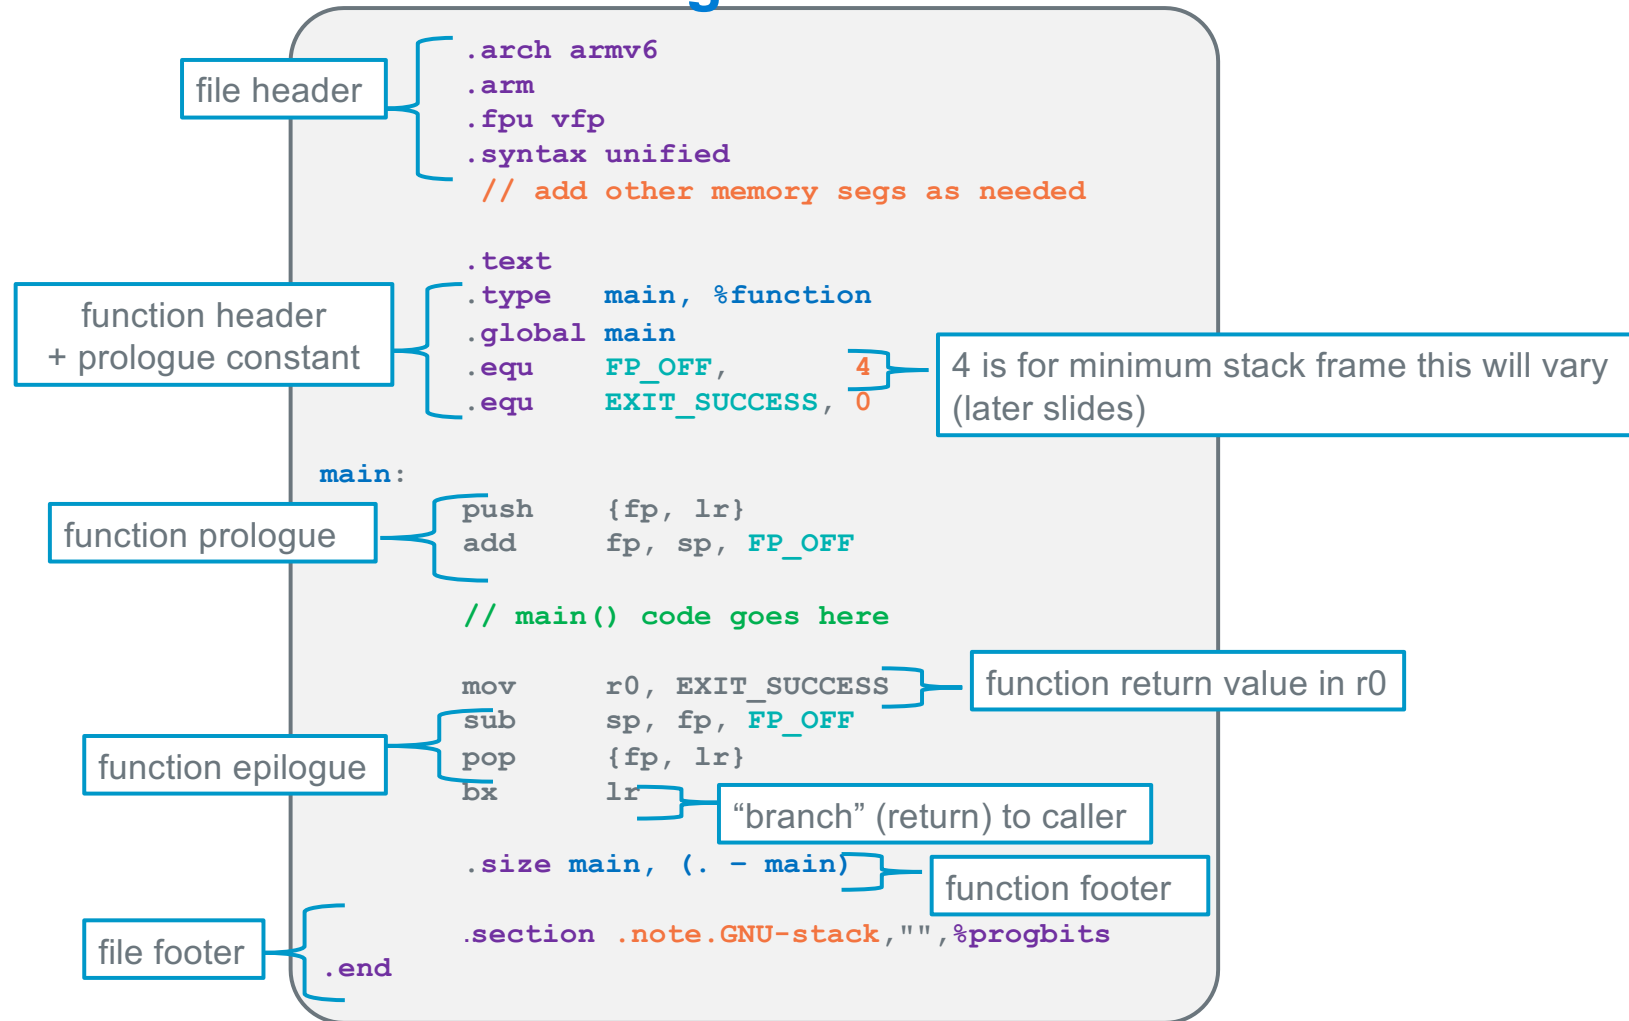 file header
.arch armv6
.arm
.fpu vfp
.syntax unified
// add other memory segs as needed
.text
function header
+ prologue constant
.type main, %function
.global main
.equ FP_OFF, 4
.equ EXIT_SUCCESS, 0
4 is for minimum stack frame this will vary
(later slides)
main:
function prologue
push {fp, lr}
add fp, sp, FP_OFF
// main() code goes here
mov r0, EXIT_SUCCESS
function return value in r0
function epilogue
sub sp, fp, FP_OFF
pop {fp, lr}
bx lr
“branch” (return) to caller
.size main, (. – main)
function footer
file footer
.section .note.GNU-stack,"",%progbits
.end